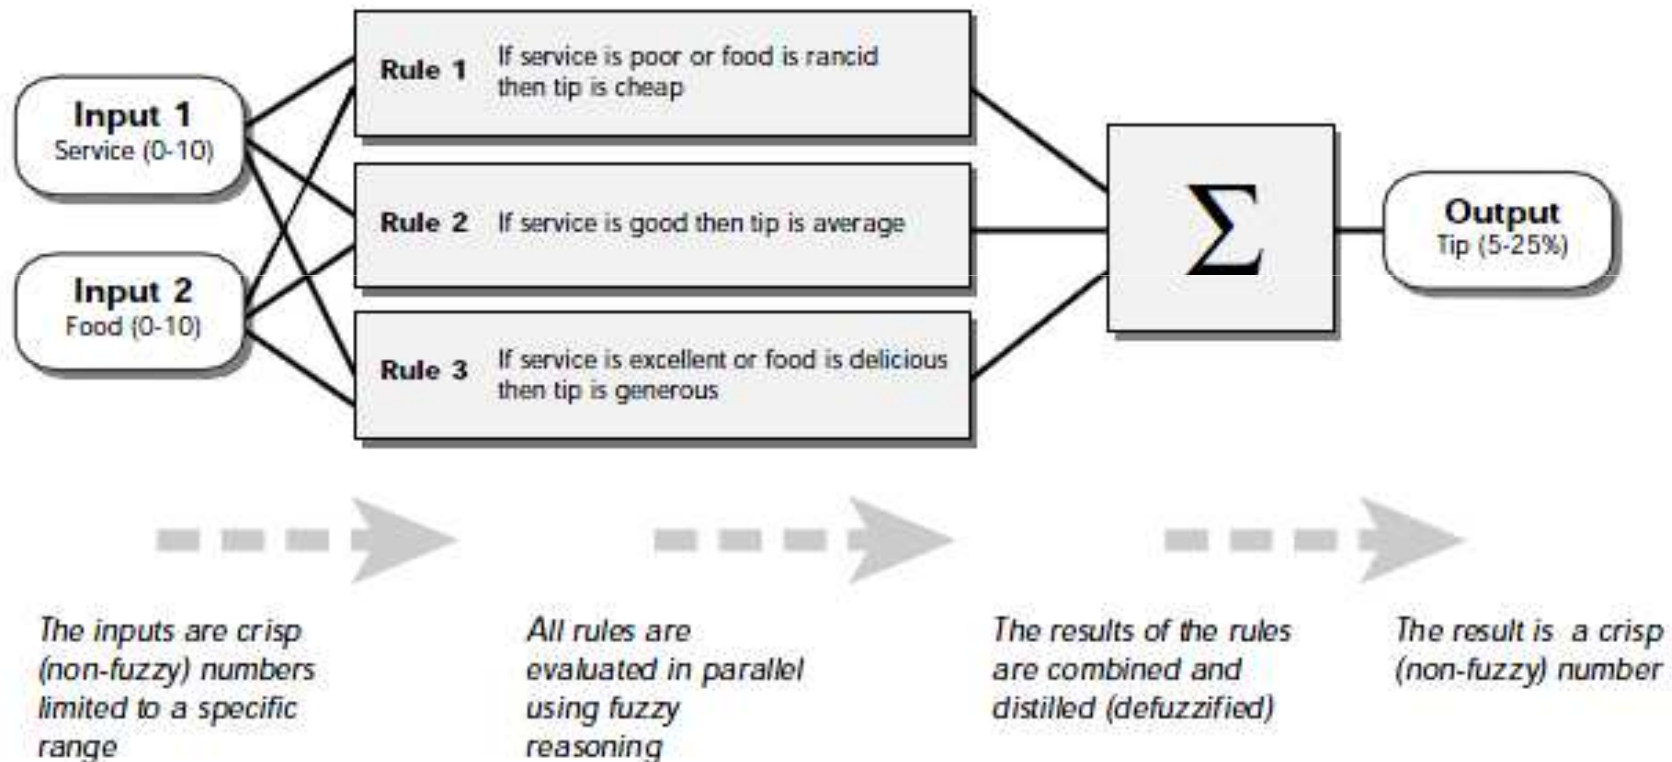 Input 1
Service (0-10)
Input 2
Food (0-10)
Rule 1
If service is poor or food is rancid
then tip is cheap
Rule 2
If service is good then tip is average
Rule 3
If service is excellent or food is delicious
then tip is generous
Σ
Output
Tip (5-25%)
The inputs are crisp
(non-fuzzy) numbers
limited to a specific
range
All rules are
evaluated in parallel
using fuzzy
reasoning
The results of the rules
are combined and
distilled (defuzzified)
The result is a crisp
(non-fuzzy) number